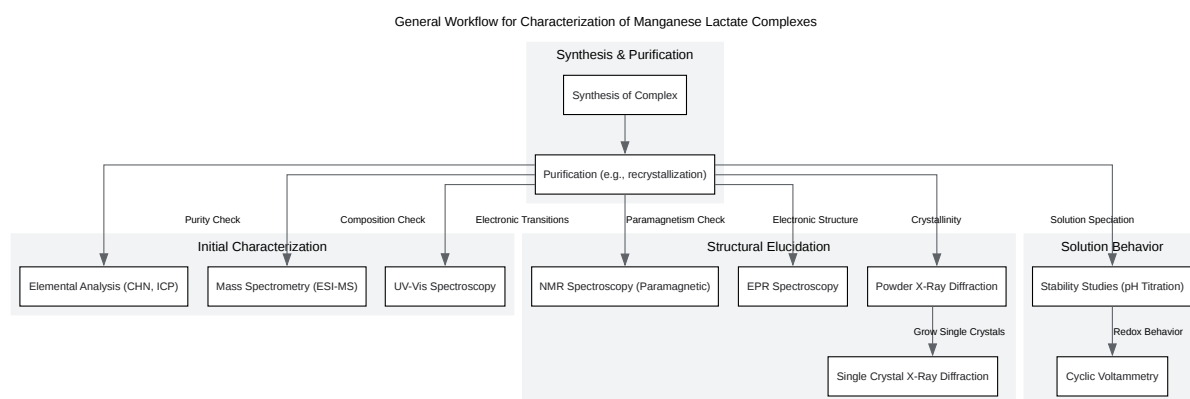 General Workflow for Characterization of Manganese Lactate Complexes
Synthesis & Purification
Synthesis of Complex
Purification (e.g., recrystallization)
Purity Check
Composition Check
Electronic Transitions
Paramagnetism Check
Electronic Structure
Crystallinity
Solution Speciation
Initial Characterization
Structural Elucidation
Solution Behavior
Elemental Analysis (CHN, ICP)
Mass Spectrometry (ESI-MS)
UV-Vis Spectroscopy
NMR Spectroscopy (Paramagnetic)
EPR Spectroscopy
Powder X-Ray Diffraction
Stability Studies (pH Titration)
Grow Single Crystals
Redox Behavior
Single Crystal X-Ray Diffraction
Cyclic Voltammetry